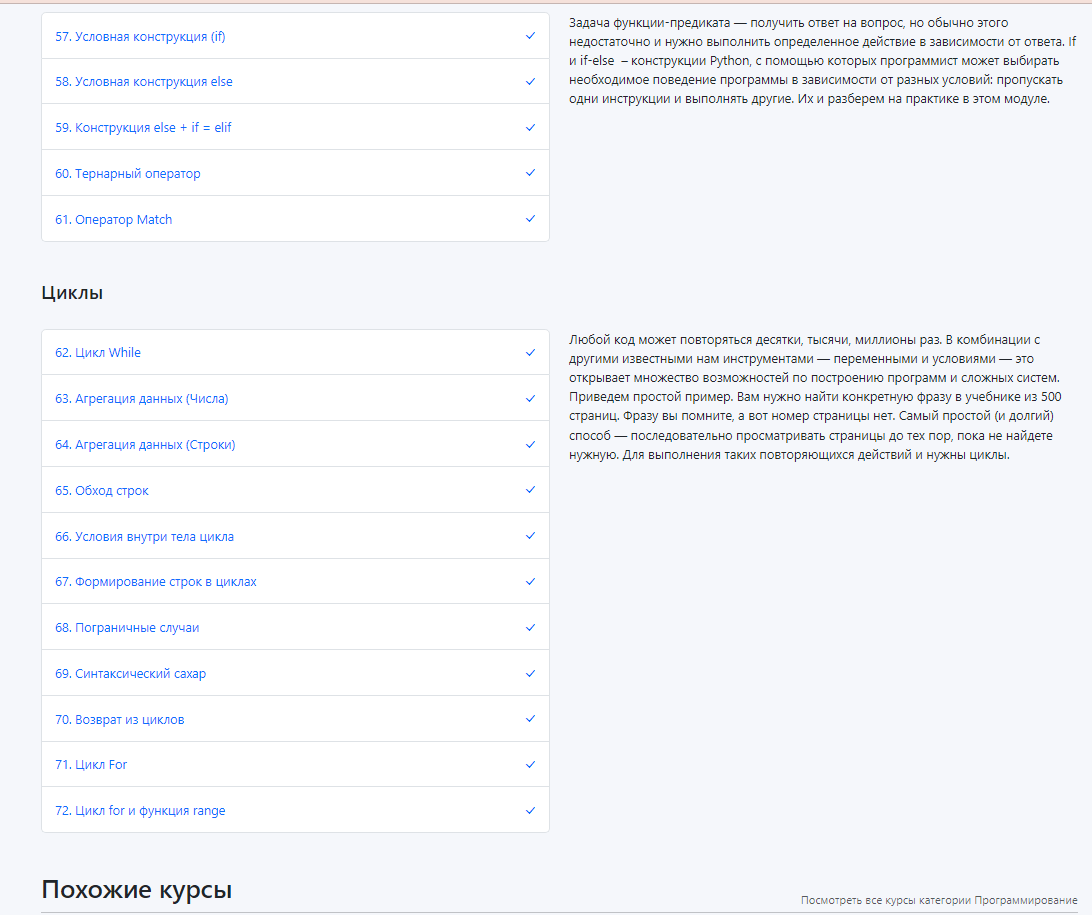 57. Условная конструкция (if)
58. Условная конструкция else
59. Конструкция else + if = elif
60. Тернарный оператор
61. Оператор Match
Задача функции-предиката — получить ответ на вопрос, но обычно этого
недостаточно и нужно выполнить определенное действие в зависимости от ответа. If
и if-else – конструкции Python, с помощью которых программист может выбирать
необходимое поведение программы в зависимости от разных условий: пропускать
одни инструкции и выполнять другие. Их и разберем на практике в этом модуле.
Циклы
62. Цикл While
63. Агрегация данных (Числа)
64. Агрегация данных (Строки)
65. Обход строк
66. Условия внутри тела цикла
67. Формирование строк в циклах
68. Пограничные случаи
69. Синтаксический сахар
70. Возврат из циклов
71. Цикл For
72. Цикл for и функция range
Любой код может повторяться десятки, тысячи, миллионы раз. В комбинации с
другими известными нам инструментами — переменными и условиями — это
открывает множество возможностей по построению программ и сложных систем.
Приведем простой пример. Вам нужно найти конкретную фразу в учебнике из 500
страниц. Фразу вы помните, а вот номер страницы нет. Самый простой (и долгий)
способ — последовательно просматривать страницы до тех пор, пока не найдете
нужную. Для выполнения таких повторяющихся действий и нужны циклы.
Похожие курсы
Посмотреть все курсы категории Программирование